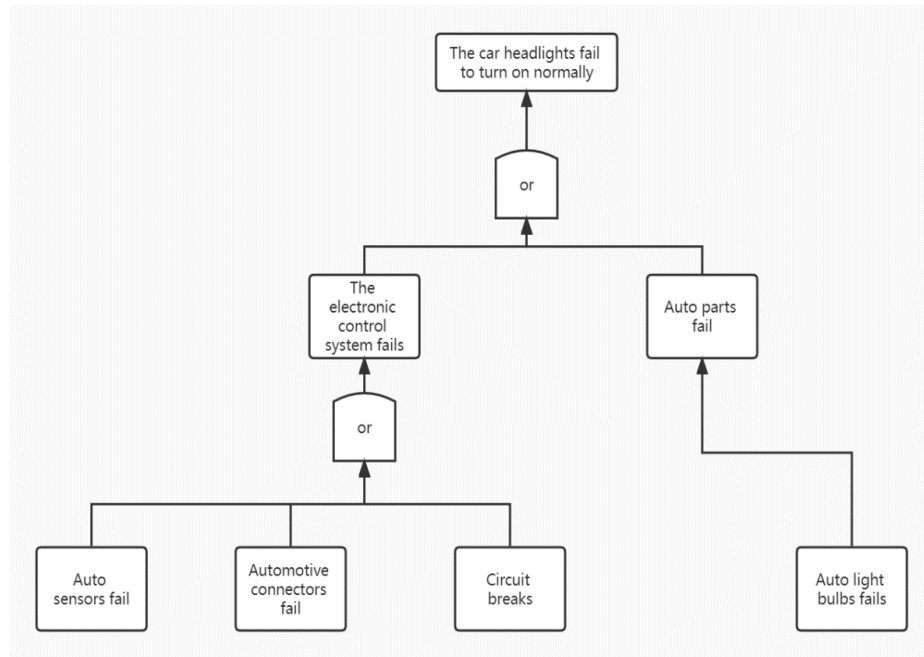 The car headlights fail
to turn on normally
or
The
electronic
control
system fails
Auto parts
fail
or
Auto
sensors fail
Automotive
connectors
fail
Circuit
breaks
Auto light
bulbs fails